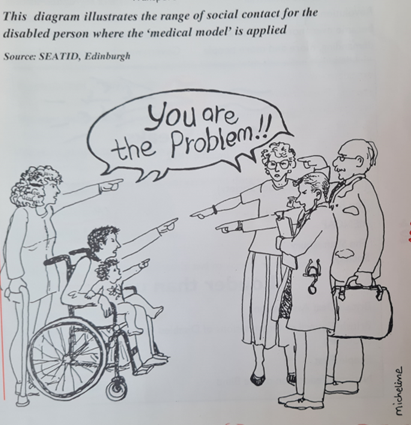 This diagram illustrates the range of social contact for the
disabled person where the 'medical model' is applied
Source: SEATID, Edinburgh
You are
the Problem!!
micheline